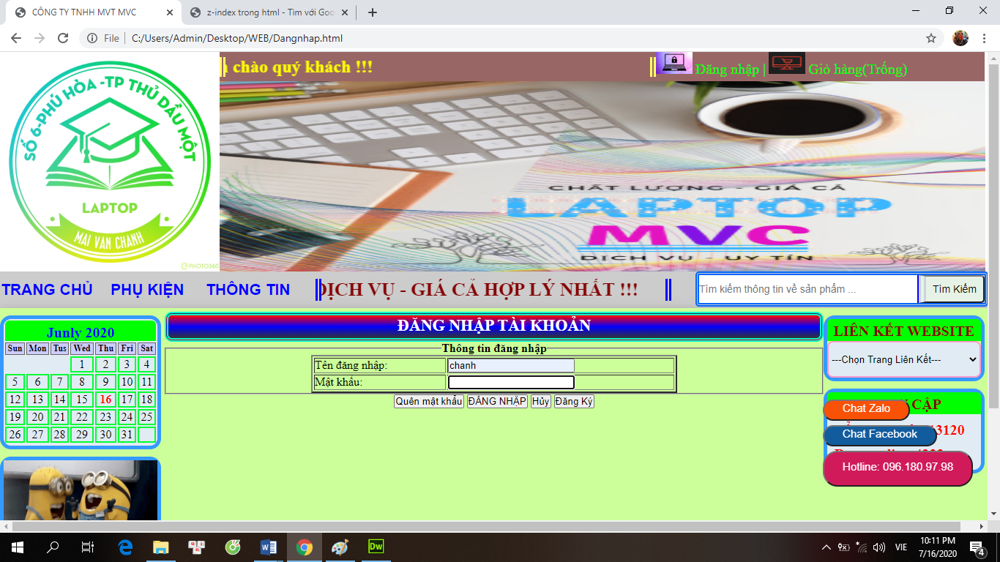 CÔNG TY TNHH MVT MVC
z-index trong html - Tìm với Goo
File
C:/Users/Admin/Desktop/WEB/Dangnhap.html
chào quý khách !!!
Đăng nhập | Giỏ hàng(Trống)
SỐ 6-PHÚ HÒA -TP THỦ DẦU MỘT
LAPTOP
MAI VAN CHANH
PHOTO360
CHẤT LƯỢNG - GIÁ CẢ
LAPTOP
MVC
DỊCH VỤ - UY TÍN
TRANG CHỦ PHỤ KIỆN THÔNG TIN
DỊCH VỤ - GIÁ CẢ HỢP LÝ NHẤT !!!
Tìm kiếm thông tin về sản phẩm ...
Tìm Kiếm
Junly 2020
Sun Mon Tus Wed Thu Fri Sat
1 2 3 4
5 6 7 8 9 10 11
12 13 14 15 16 17 18
19 20 21 22 23 24 25
26 27 28 29 30 31
ĐĂNG NHẬP TÀI KHOẢN
Thông tin đăng nhập
Tên đăng nhập: chanh
Mật khẩu:
Quên mật khẩu ĐĂNG NHẬP Hủy Đăng Ký
LIÊN KẾT WEBSITE
---Chọn Trang Liên Kết---
CẬP
Chat Zalo
3120
Chat Facebook
Hotline: 096.180.97.98
Dw
VIE
10:11 PM
7/16/2020
4